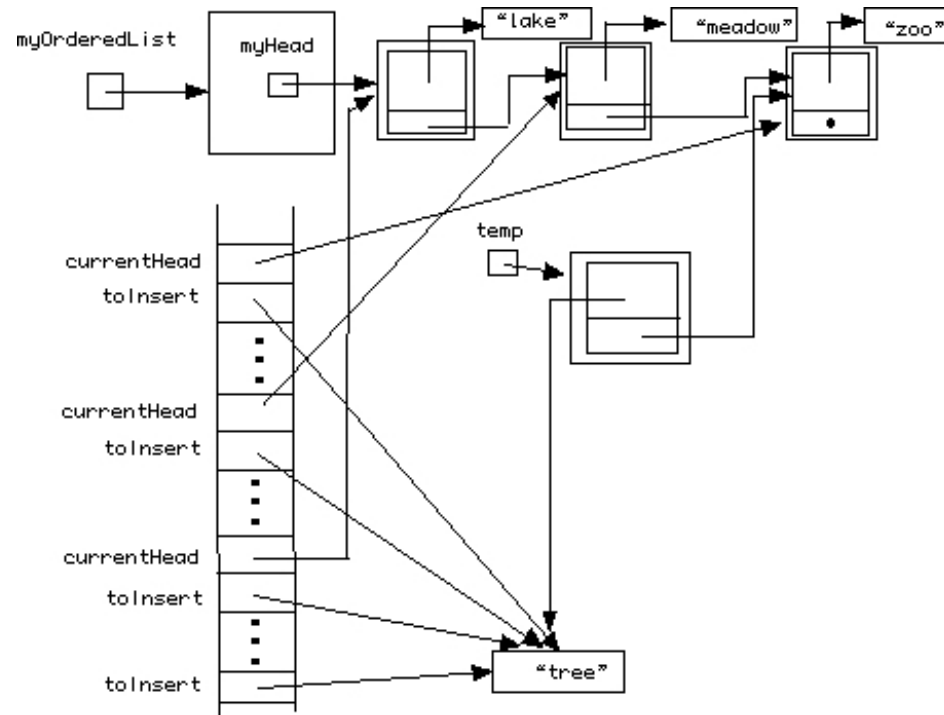 myOrderedList
myHead
“lake”
“meadow”
“zoo”
temp
currentHead
toInsert
currentHead
toInsert
currentHead
toInsert
toInsert
“tree”